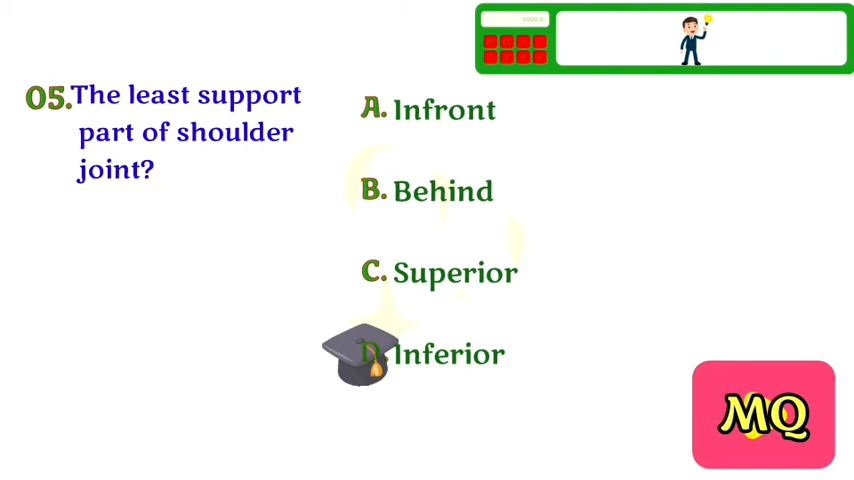 05.The least support
part of shoulder
joint?
A. Infront
B. Behind
C. Superior
D. Inferior
MQ